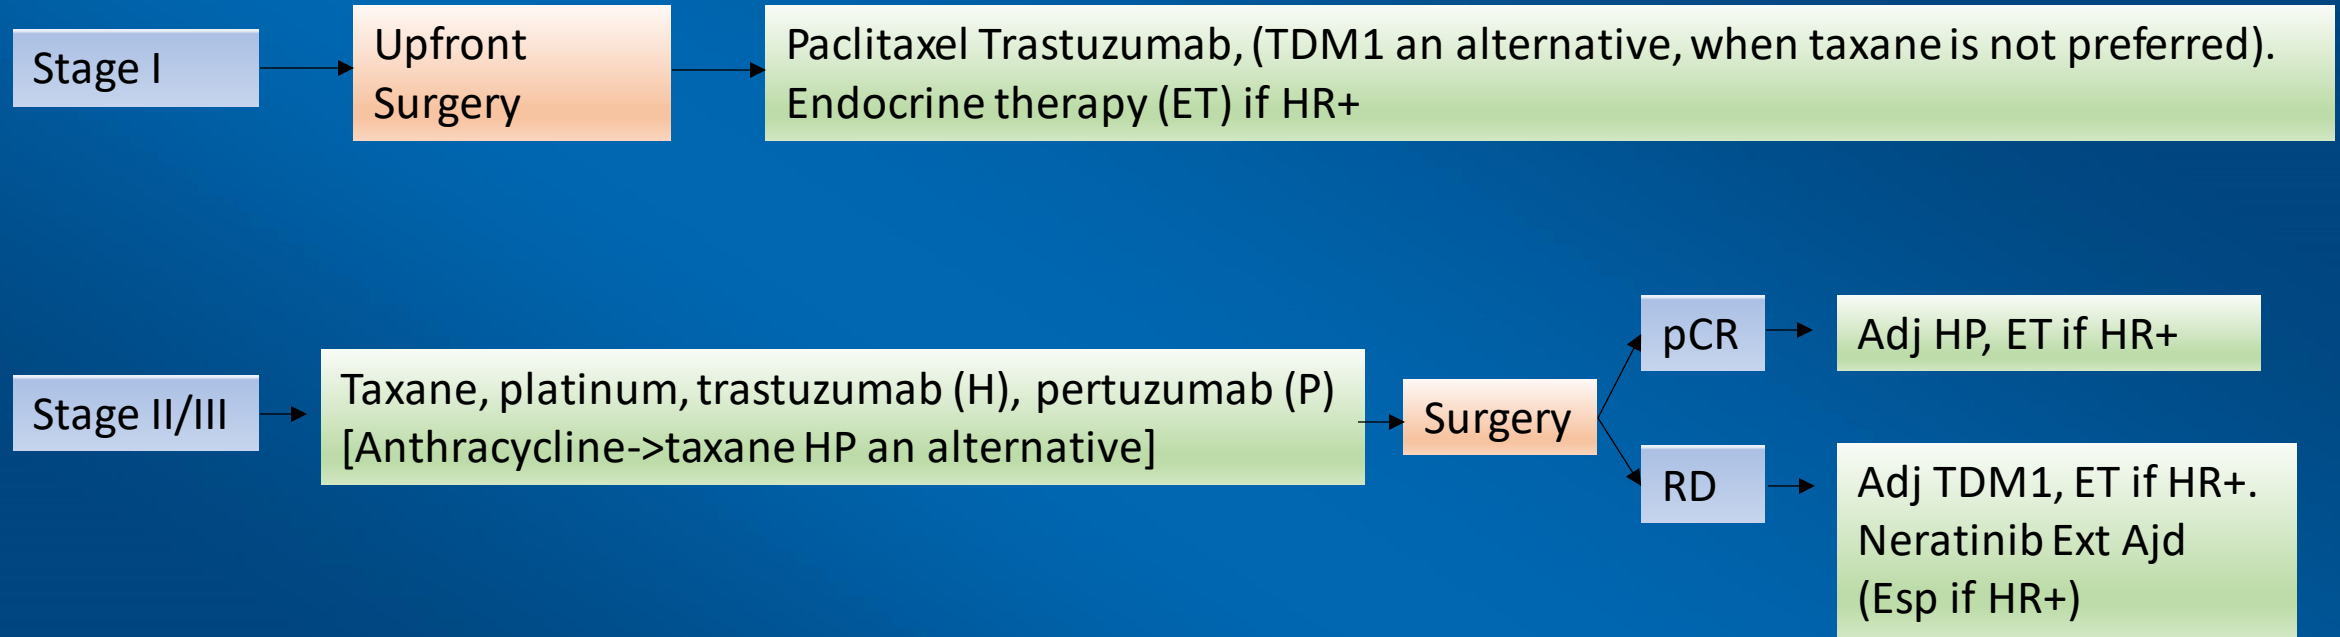 Stage I
Upfront
Surgery
Paclitaxel Trastuzumab, (TDM1 an alternative, when taxane is not preferred).
Endocrine therapy (ET) if HR+
Stage II/III
Taxane, platinum, trastuzumab (H), pertuzumab (P)
[Anthracycline->taxane HP an alternative]
Surgery
pCR
Adj HP, ET if HR+
RD
Adj TDM1, ET if HR+.
Neratinib Ext Ajd
(Esp if HR+)